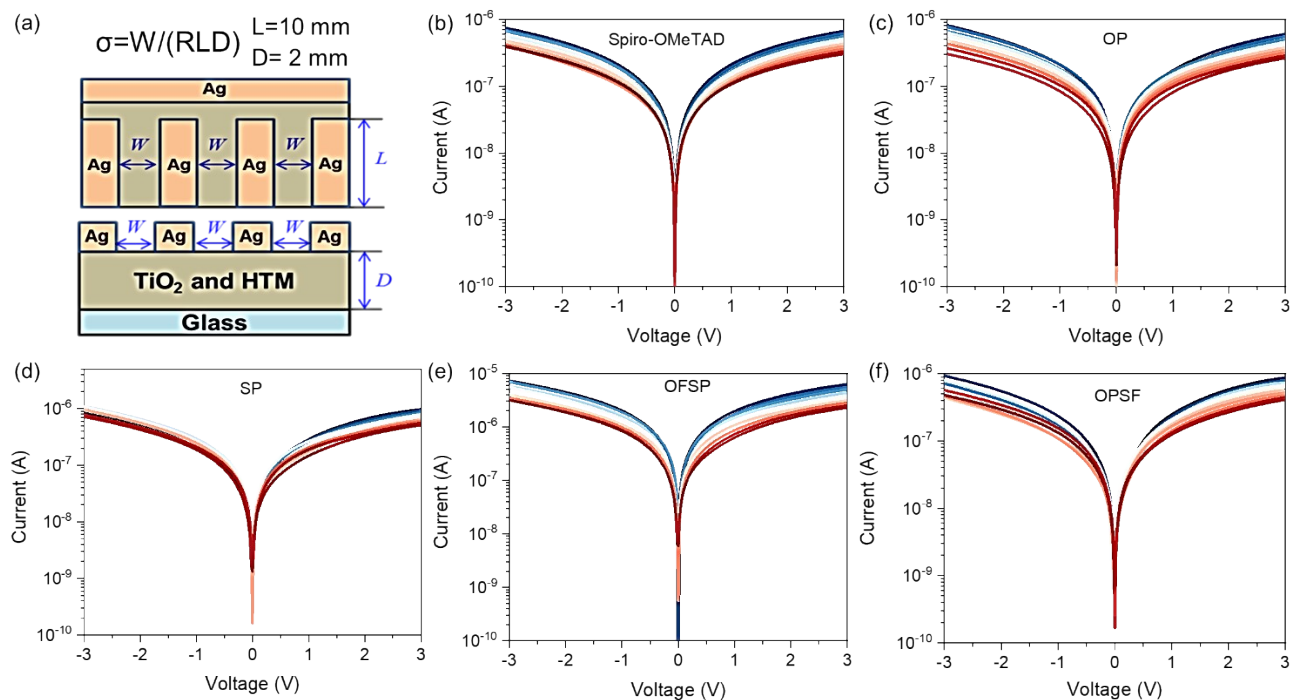 (a)
σ=W/(RLD)
L=10 mm
D= 2 mm
Ag
Ag W Ag W Ag W Ag
L
Ag W Ag W Ag W Ag
TiO₂ and HTM
D
Glass
(b)
Spiro-OMeTAD
Current (A)
10⁻⁶
10⁻⁷
10⁻⁸
10⁻⁹
10⁻¹⁰
-3 -2 -1 0 1 2 3
Voltage (V)
(c)
OP
Current (A)
10⁻⁶
10⁻⁷
10⁻⁸
10⁻⁹
10⁻¹⁰
-3 -2 -1 0 1 2 3
Voltage (V)
(d)
SP
Current (A)
10⁻⁶
10⁻⁷
10⁻⁸
10⁻⁹
10⁻¹⁰
-3 -2 -1 0 1 2 3
Voltage (V)
(e)
OFSP
Current (A)
10⁻⁵
10⁻⁶
10⁻⁷
10⁻⁸
10⁻⁹
10⁻¹⁰
-3 -2 -1 0 1 2 3
Voltage (V)
(f)
OPSF
Current (A)
10⁻⁶
10⁻⁷
10⁻⁸
10⁻⁹
10⁻¹⁰
-3 -2 -1 0 1 2 3
Voltage (V)